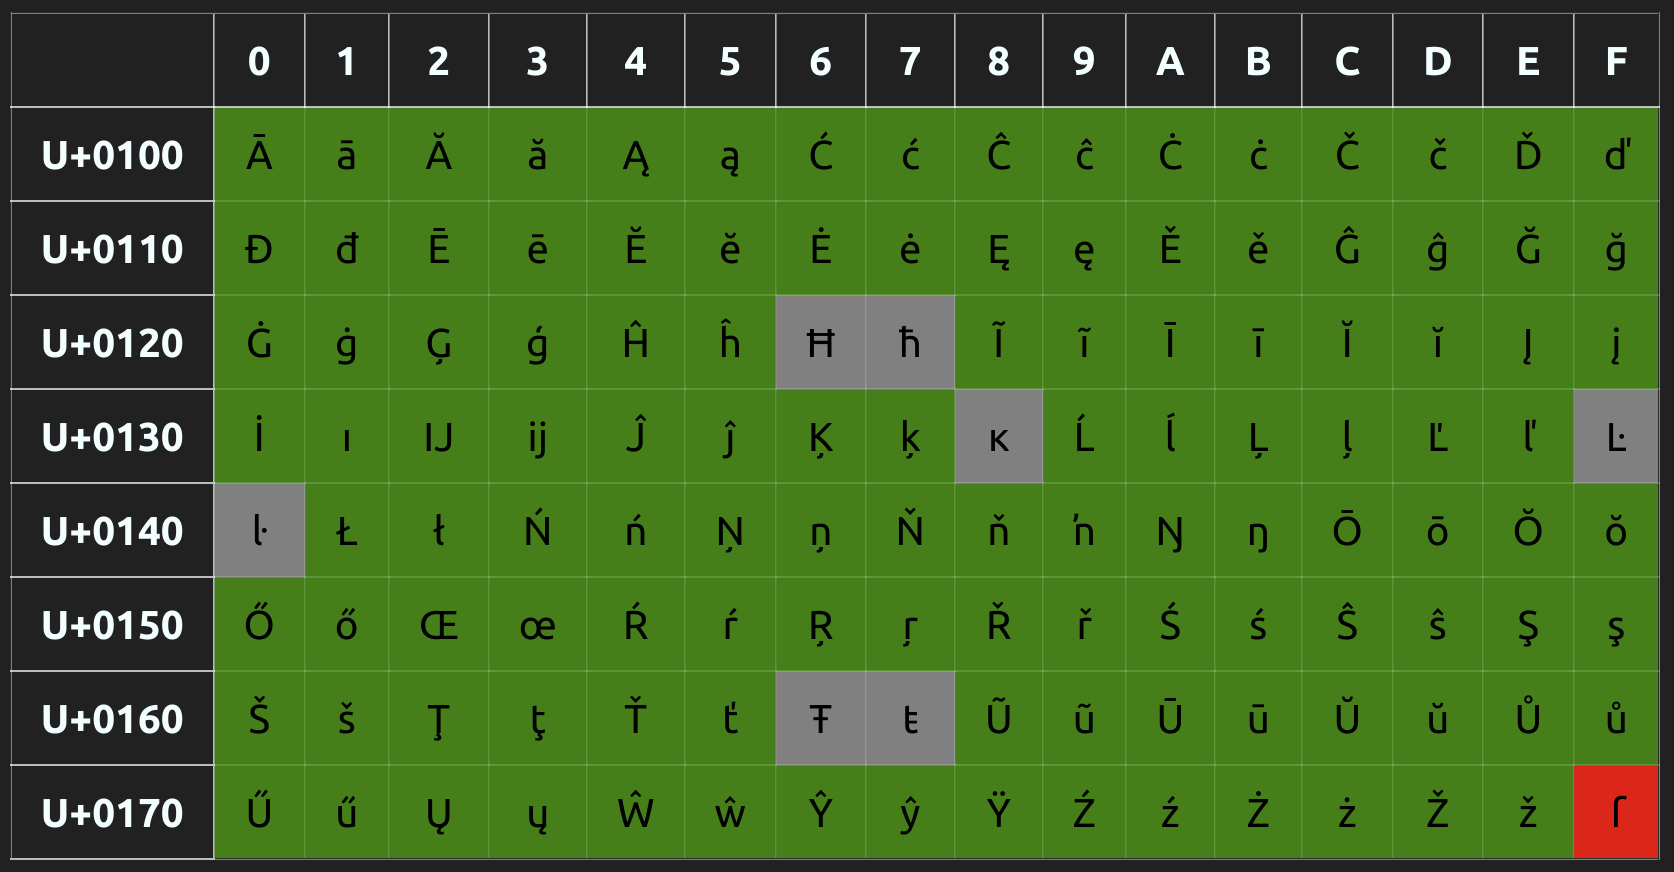 0 1 2 3 4 5 6 7 8 9 A B C D E F
U+0100 Ā ā Ă ă Ą ą Ć ć Ĉ ĉ Ċ ċ Č č Ď ď
U+0110 Đ đ Ē ē Ĕ ĕ Ė ė Ę ę Ě ě Ĝ ĝ Ğ ğ
U+0120 Ġ ġ Ģ ģ Ĥ ĥ Ħ ħ Ĩ ĩ Ī ī Ĭ ĭ Į į
U+0130 İ ı IJ ij Ĵ ĵ Ķ ķ ĸ Ĺ ĺ Ļ ļ Ľ ľ Ŀ
U+0140 ŀ Ł ł Ń ń Ņ ņ Ň ň ʼn Ŋ ŋ Ō ō Ŏ ŏ
U+0150 Ő ő Œ œ Ŕ ŕ Ŗ ŗ Ř ř Ś ś Ŝ ŝ Ş ş
U+0160 Š š Ţ ţ Ť ť Ŧ ŧ Ũ ũ Ū ū Ŭ ŭ Ů ů
U+0170 Ű ű Ų ų Ŵ ŵ Ŷ ŷ Ÿ Ź ź Ż ż Ž ž ſ